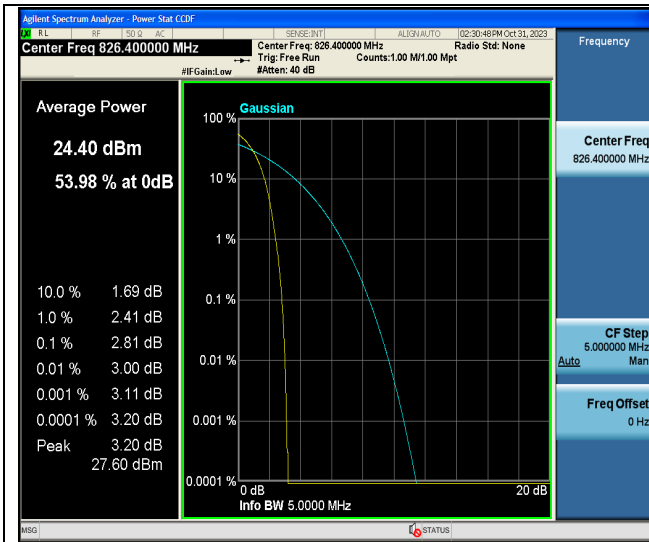 Agilent Spectrum Analyzer - Power Stat CCDF
LXI RL RF 50 Ω AC SENSE:INT ALIGNAUTO 02:30:48 PM Oct 31, 2023
Center Freq 826.400000 MHz
Center Freq: 826.400000 MHz Radio Std: None
Trig: Free Run Counts:1.00 M/1.00 Mpt
#IFGain:Low #Atten: 40 dB
Frequency
Average Power
24.40 dBm
53.98 % at 0dB
10.0 % 1.69 dB
1.0 % 2.41 dB
0.1 % 2.81 dB
0.01 % 3.00 dB
0.001 % 3.11 dB
0.0001 % 3.20 dB
Peak 3.20 dB
27.60 dBm
Gaussian
100 %
10 %
1 %
0.1 %
0.01 %
0.001 %
0.0001 %
0 dB 20 dB
Info BW 5.0000 MHz
Center Freq
826.400000 MHz
CF Step
5.000000 MHz
Auto Man
Freq Offset
0 Hz
MSG STATUS